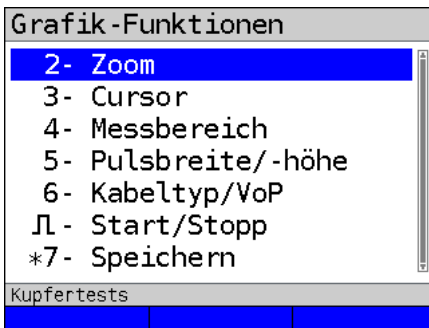 Grafik-Funktionen
2- Zoom
3- Cursor
4- Messbereich
5- Pulsbreite/-höhe
6- Kabeltyp/VoP
⎍- Start/Stopp
*7- Speichern
Kupfertests